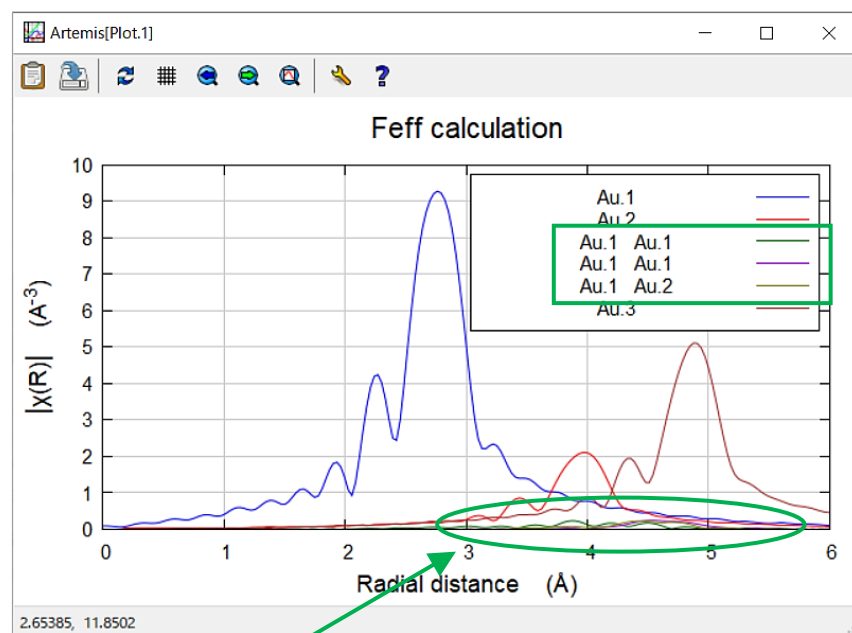 Artemis[Plot.1]
Feff calculation
Au.1
Au.2
Au.1 Au.1
Au.1 Au.1
Au.1 Au.2
Au.3
10
9
8
7
6
5
4
3
2
1
0
|χ(R)| (Å⁻³)
0 1 2 3 4 5 6
Radial distance (Å)
2.65385, 11.8502